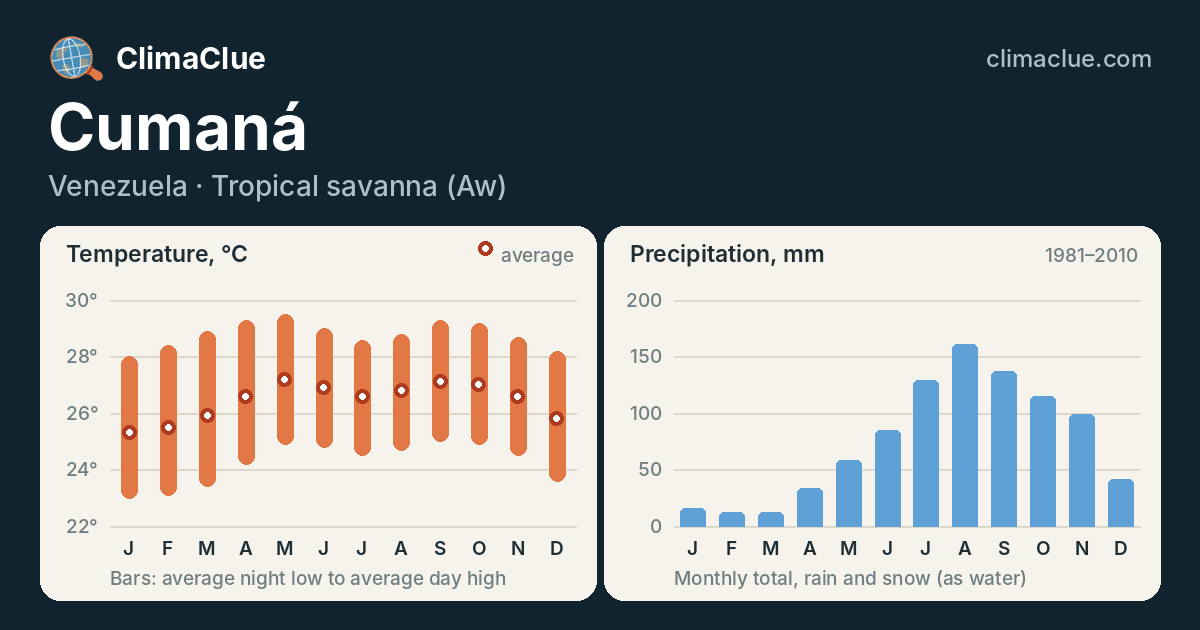 ClimaClue
climaclue.com
Cumaná
Venezuela · Tropical savanna (Aw)
Temperature, °C
average
30°
28°
26°
24°
22°
J F M A M J J A S O N D
Bars: average night low to average day high
Precipitation, mm
1981–2010
200
150
100
50
0
J F M A M J J A S O N D
Monthly total, rain and snow (as water)